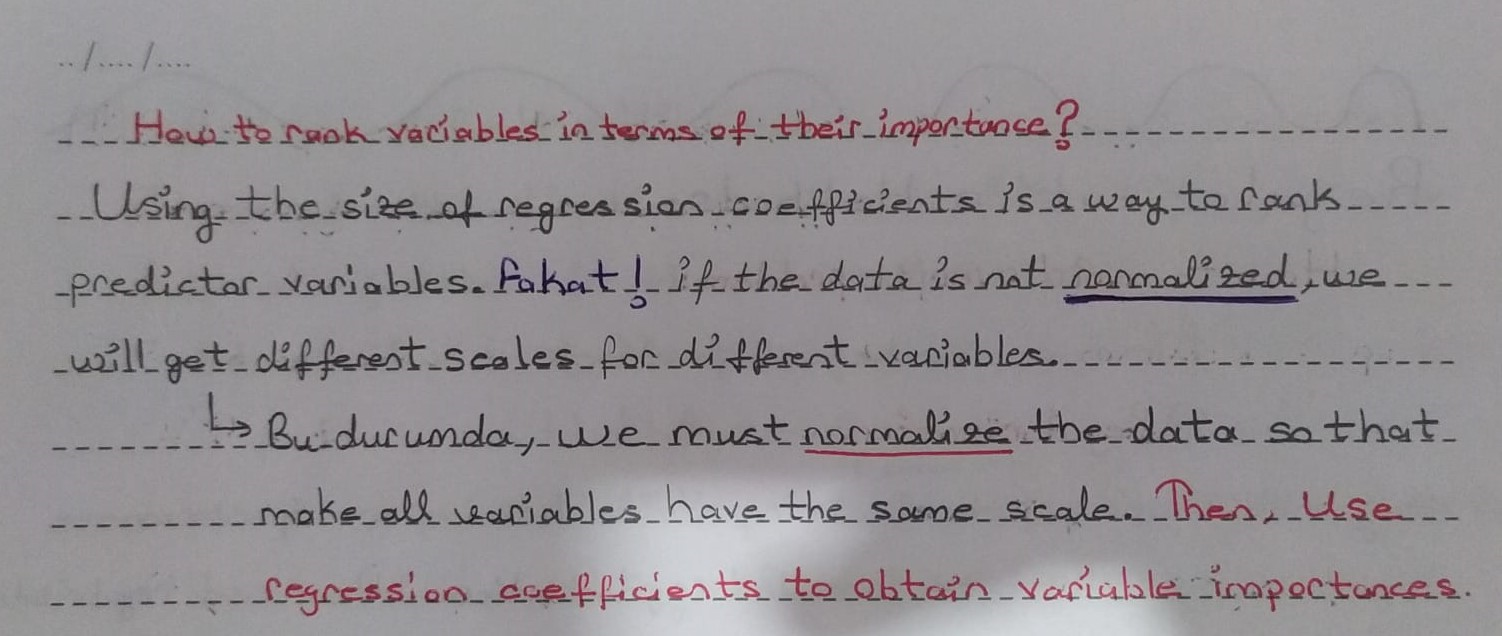 ../..../....
How to rank variables in terms of their importance?
Using the size of regression coefficients is a way to rank
predictor variables. Fakat! if the data is not normalized, we
will get different scales for different variables.
↳ Bu durumda, we must normalize the data so that
make all variables have the same scale. Then, Use
regression coefficients to obtain variable importances.